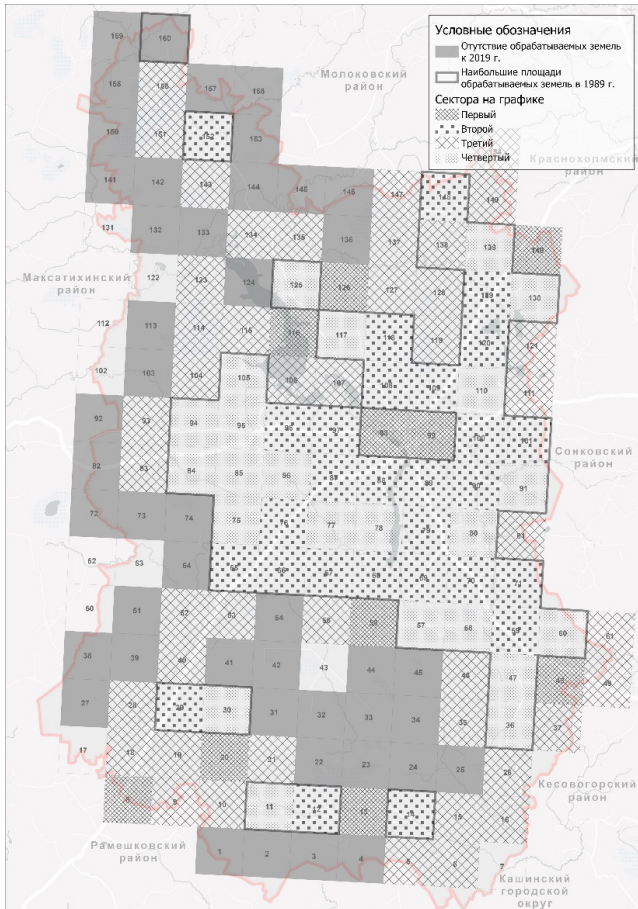 Условные обозначения
Отутствие обрабатываемых земель
к 2019 г.
Наибольшие площади
обрабатываемых земель в 1989 г.
Сектора на графике
Первый
Второй
Третий
Четвертый
159 160
Молоковский
район
155 156 157 158
150 151 152 153
Краснохолмский
район
141 142 143 144 145 146 147 148 149
131 132 133 134 135 136 137 138 139 140
Максатихинский
район
122 123 124 125 126 127 128 129 130
112 113 114 115 116 117 118 119 120 121
102 103 104 105 106 107 108 109 110 111
92 93 94 95 96 97 98 99 100 101
Сонковский
район
82 83 84 85 86 87 88 89 90 91
72 73 74 75 76 77 78 79 80 81
62 63 64 65 66 67 68 69 70 71
50 51 52 53 54 55 56 57 58 59 60 61
38 39 40 41 42 43 44 45 46 47 48 49
27 28 29 30 31 32 33 34 35 36 37
17 18 19 20 21 22 23 24 25 26
Кесовогорский
район
8 9 10 11 12 13 14 15 16
Рамешковский
район
1 2 3 4 5 6 7
Кашинский
городской
округ